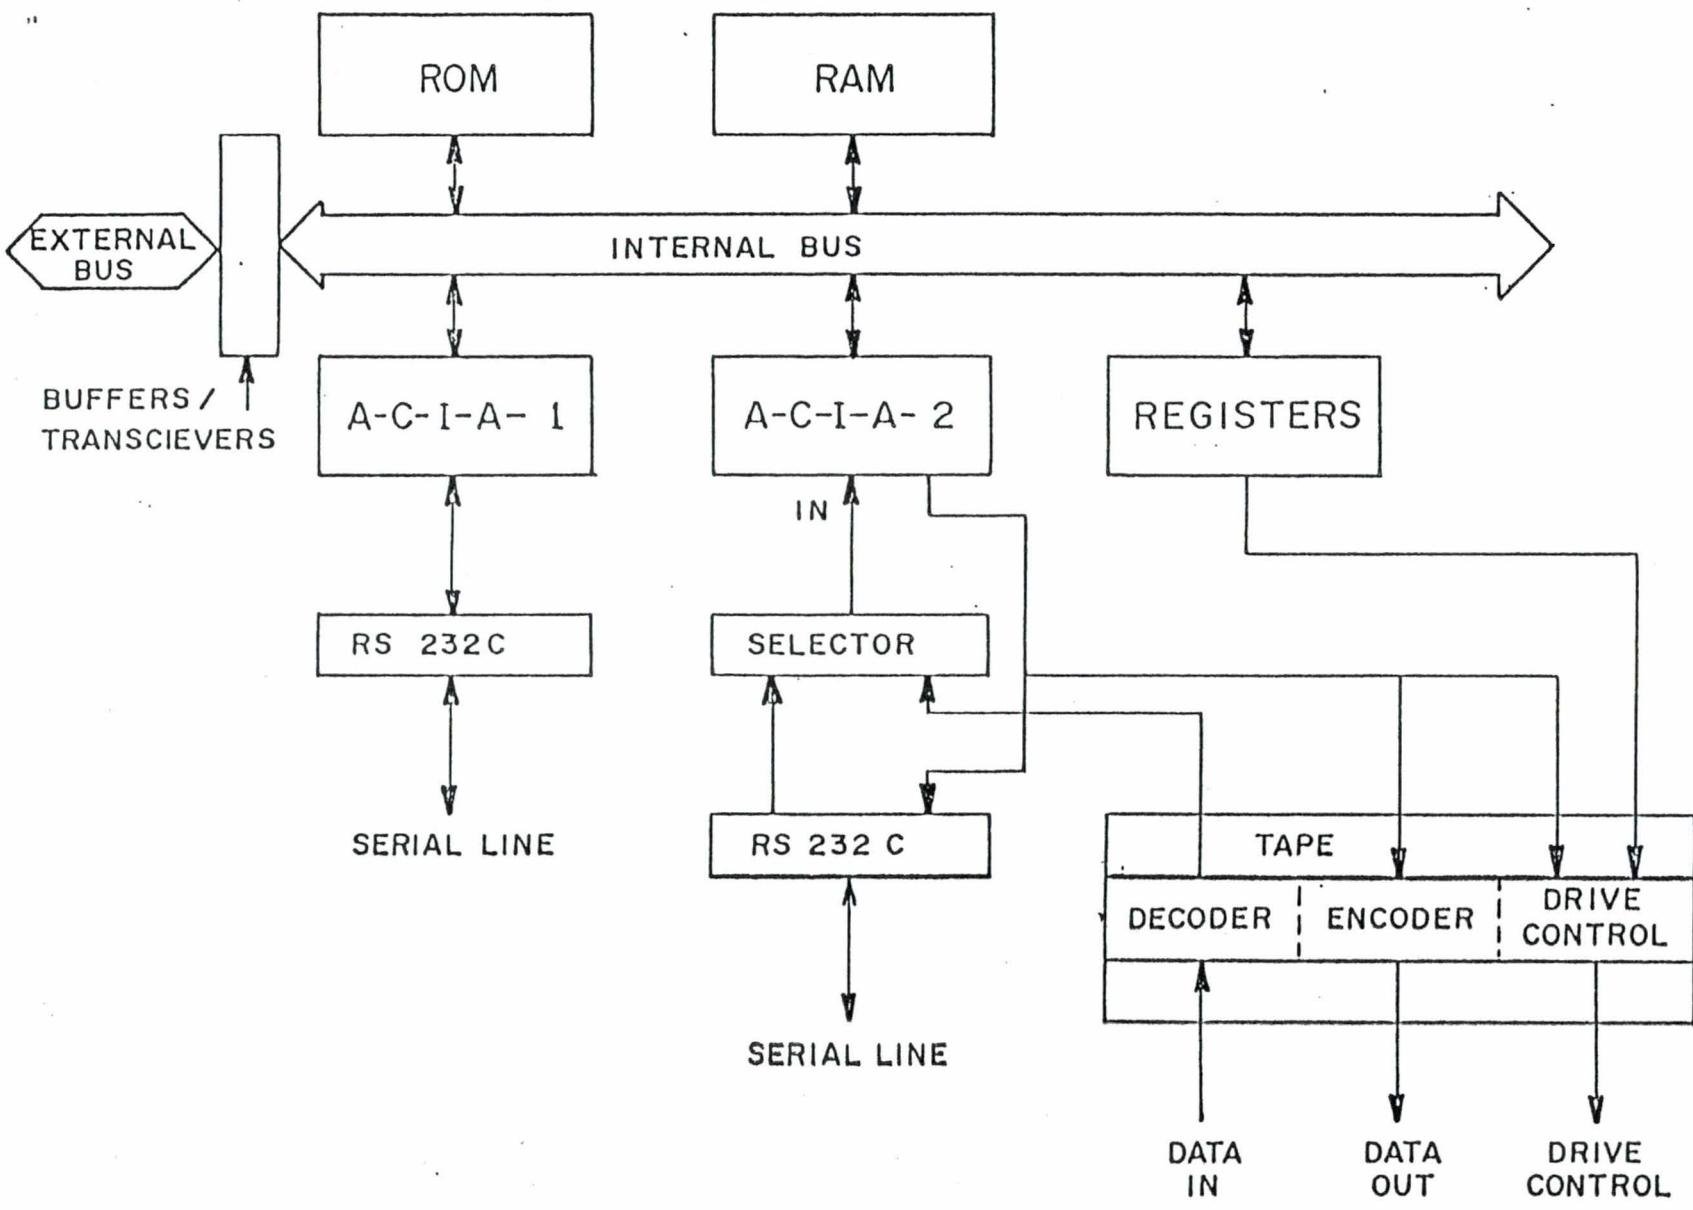 ROM
RAM
EXTERNAL
BUS
INTERNAL BUS
BUFFERS /
TRANSCIEVERS
A-C-I-A- 1
A-C-I-A- 2
REGISTERS
IN
RS 232C
SELECTOR
SERIAL LINE
RS 232 C
TAPE
DECODER
ENCODER
DRIVE
CONTROL
SERIAL LINE
DATA
IN
DATA
OUT
DRIVE
CONTROL